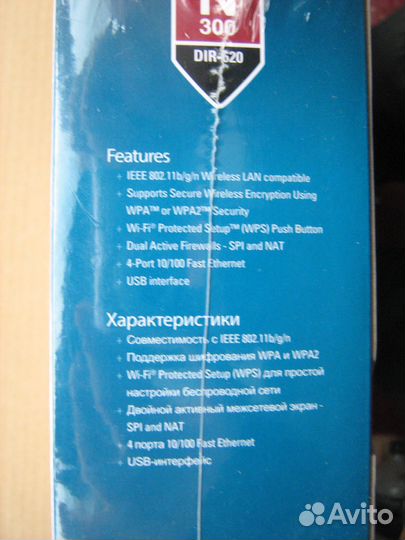 300
DIR-620
Features
+ IEEE 802.11b/g/n Wireless LAN compatible
+ Supports Secure Wireless Encryption Using
WPA™ or WPA2™ Security
+ Wi-Fi® Protected Setup™ (WPS) Push Button
+ Dual Active Firewalls - SPI and NAT
+ 4-Port 10/100 Fast Ethernet
+ USB interface
Характеристики
+ Совместимость с IEEE 802.11b/g/n
+ Поддержка шифрования WPA и WPA2
+ Wi-Fi® Protected Setup (WPS) для простой
настройки беспроводной сети
+ Двойной активный межсетевой экран -
SPI and NAT
+ 4 порта 10/100 Fast Ethernet
+ USB-интерфейс
Avito